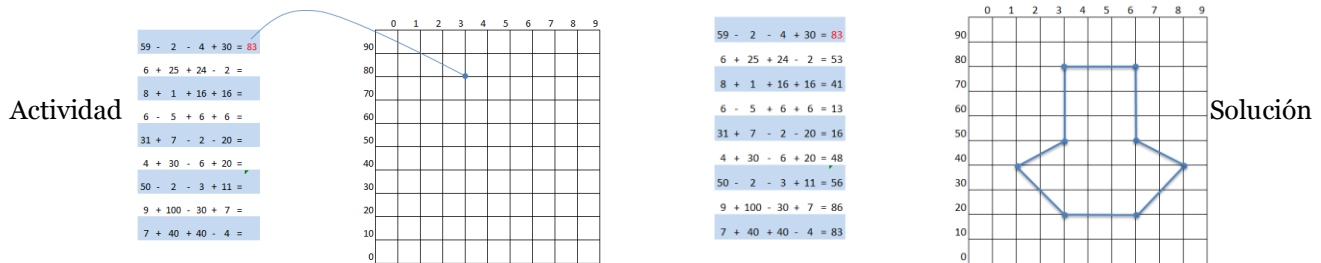 Actividad
59 - 2 - 4 + 30 = 83
6 + 25 + 24 - 2 =
8 + 1 + 16 + 16 =
6 - 5 + 6 + 6 =
31 + 7 - 2 - 20 =
4 + 30 - 6 + 20 =
50 - 2 - 3 + 11 =
9 + 100 - 30 + 7 =
7 + 40 + 40 - 4 =
0 1 2 3 4 5 6 7 8 9
90
80
70
60
50
40
30
20
10
0
59 - 2 - 4 + 30 = 83
6 + 25 + 24 - 2 = 53
8 + 1 + 16 + 16 = 41
6 - 5 + 6 + 6 = 13
31 + 7 - 2 - 20 = 16
4 + 30 - 6 + 20 = 48
50 - 2 - 3 + 11 = 56
9 + 100 - 30 + 7 = 86
7 + 40 + 40 - 4 = 83
0 1 2 3 4 5 6 7 8 9
90
80
70
60
50
40
30
20
10
0
Solución